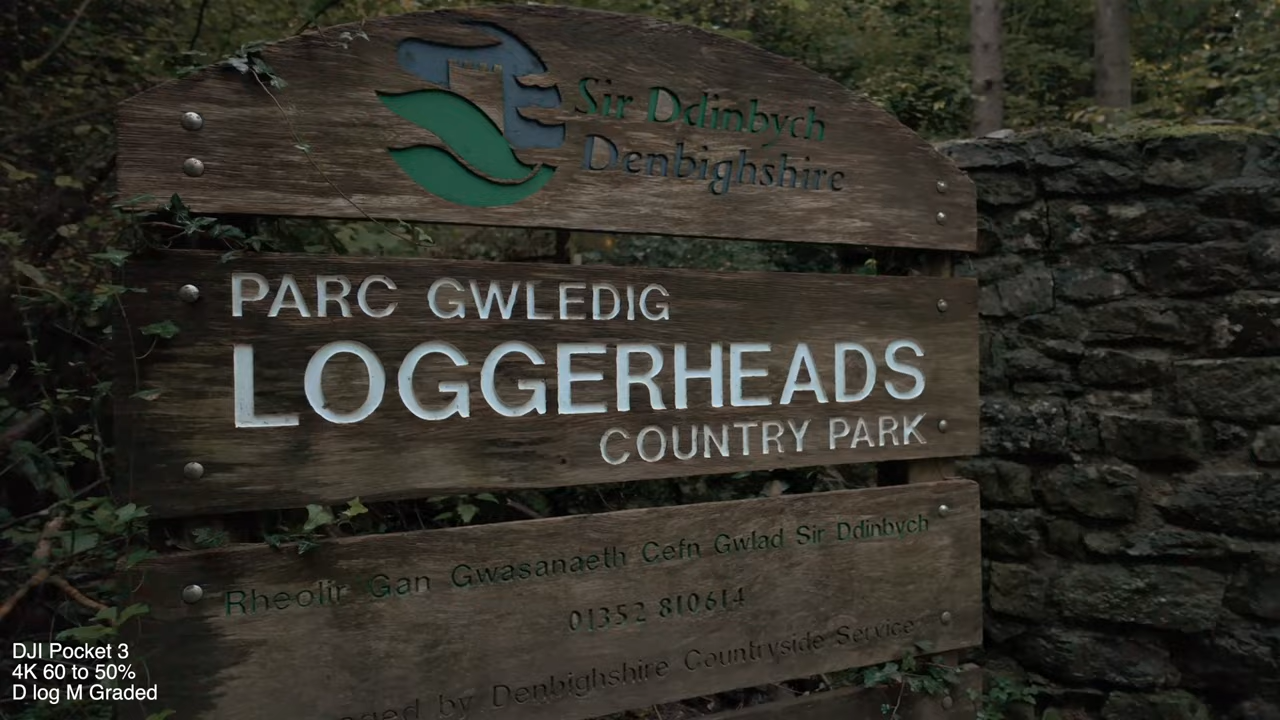 Sir Ddinbych
Denbighshire
PARC GWLEDIG
LOGGERHEADS
COUNTRY PARK
Rheolir Gan Gwasanaeth Cefn Gwlad Sir Ddinbych
01352 810614
by Denbighshire Countryside Service
DJI Pocket 3
4K 60 to 50%
D log M Graded